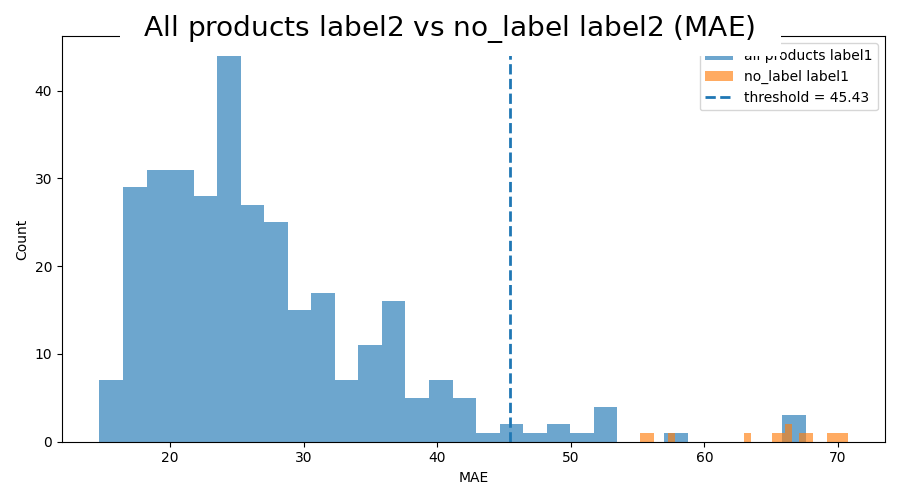 All products label2 vs no_label label2 (MAE)
all products label1
no_label label1
threshold = 45.43
Count
40
30
20
10
0
20 30 40 50 60 70
MAE